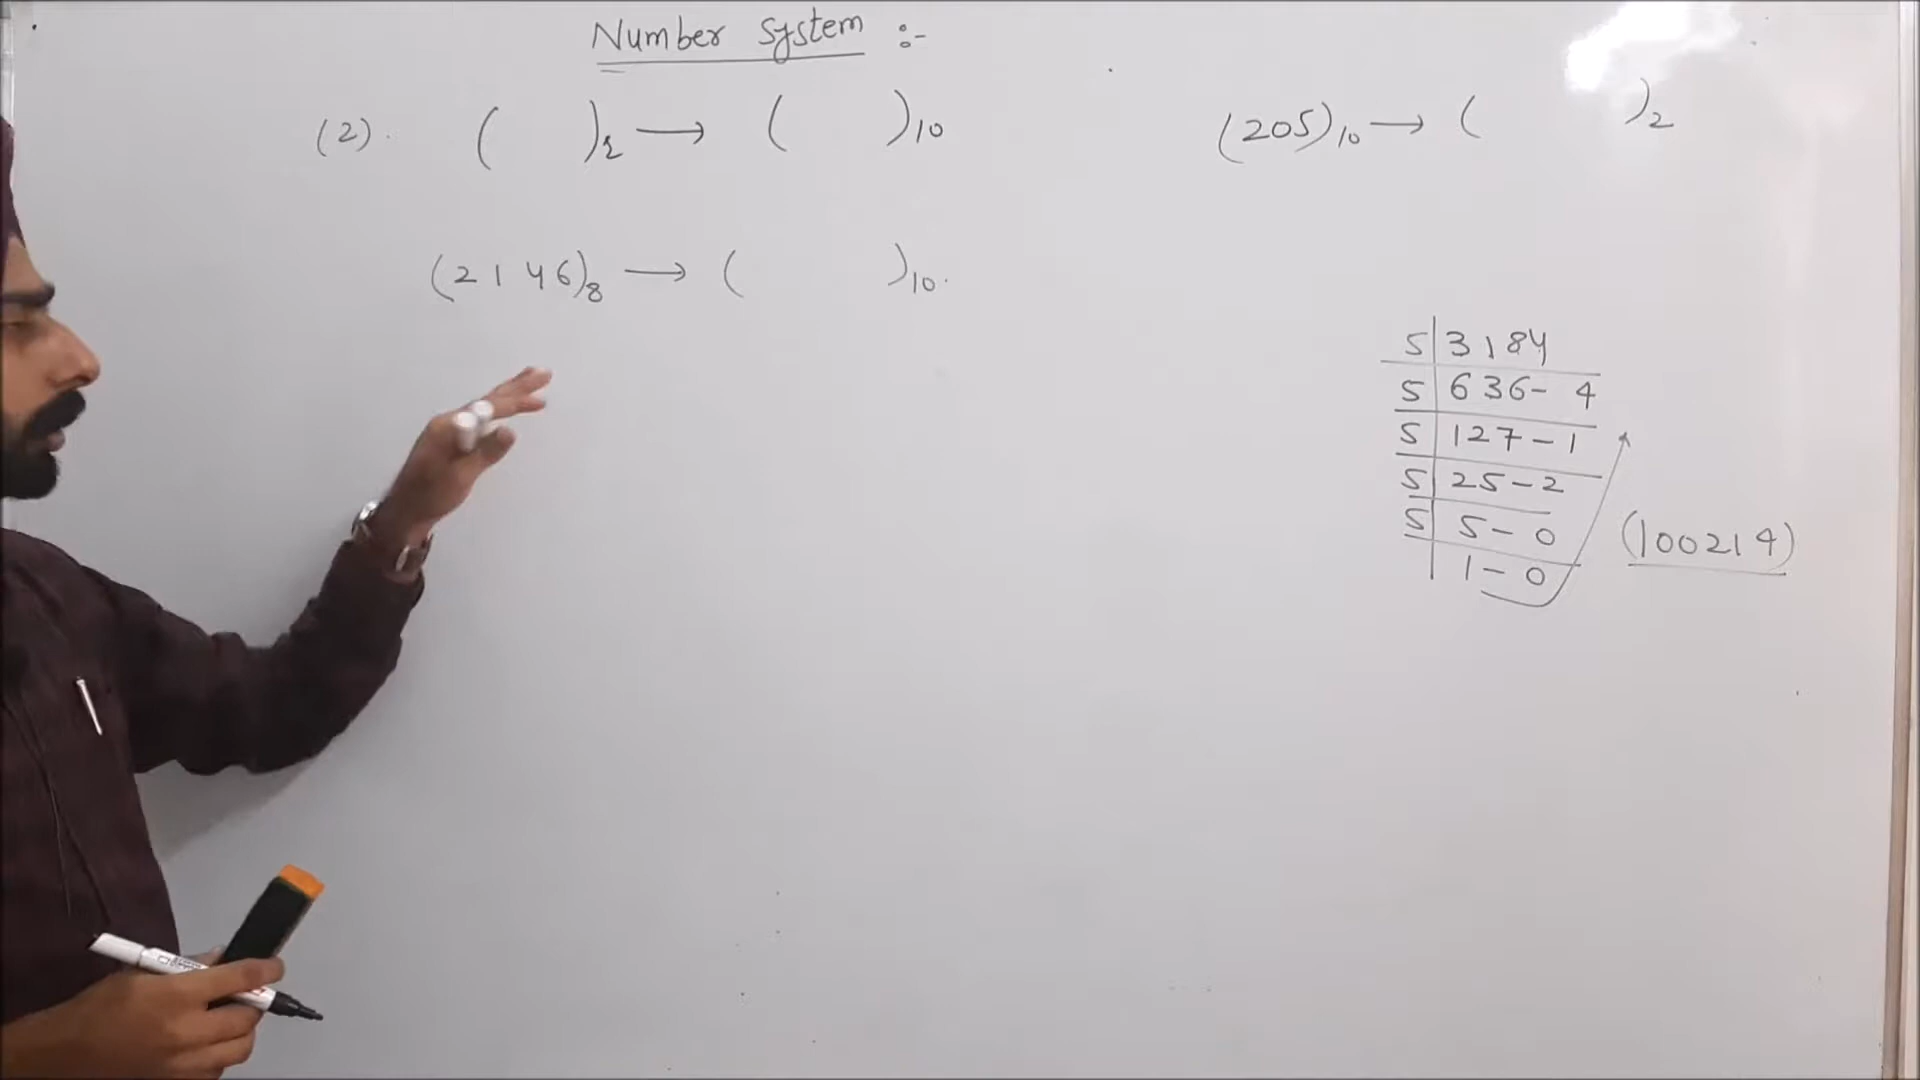 Number system :-
(2). ( )₂ → ( )₁₀
(205)₁₀ → ( )₂
(2146)₈ → ( )₁₀.
5|3184
5|636-4
5|127-1
5|25-2
5|5-0
|1-0
(100214)